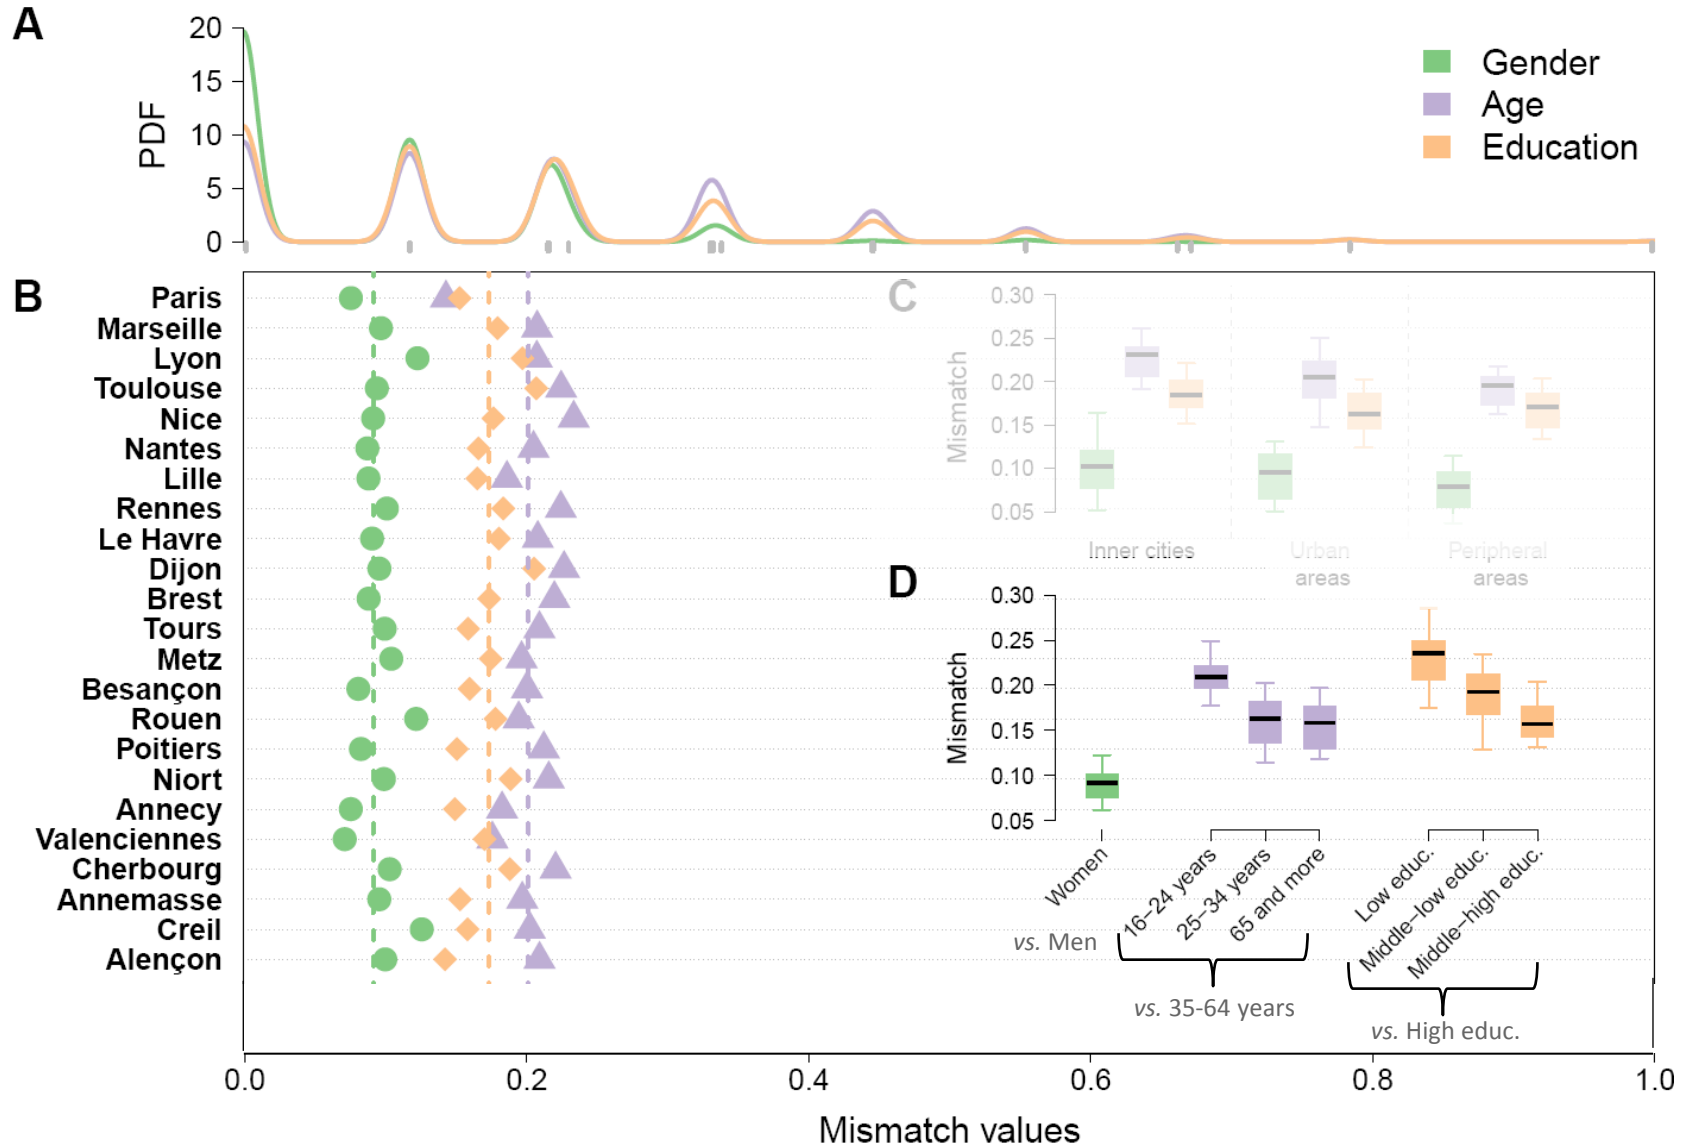 A
20
15
10
5
0
PDF
Gender
Age
Education
B
Paris
Marseille
Lyon
Toulouse
Nice
Nantes
Lille
Rennes
Le Havre
Dijon
Brest
Tours
Metz
Besançon
Rouen
Poitiers
Niort
Annecy
Valenciennes
Cherbourg
Annemasse
Creil
Alençon
C
0.30
0.25
0.20
0.15
0.10
0.05
Mismatch
Inner cities
Urban
areas
Peripheral
areas
D
0.30
0.25
0.20
0.15
0.10
0.05
Mismatch
Women
16–24 years
25–34 years
65 and more
Low educ.
Middle–low educ.
Middle–high educ.
vs. Men
vs. 35-64 years
vs. High educ.
0.0 0.2 0.4 0.6 0.8 1.0
Mismatch values